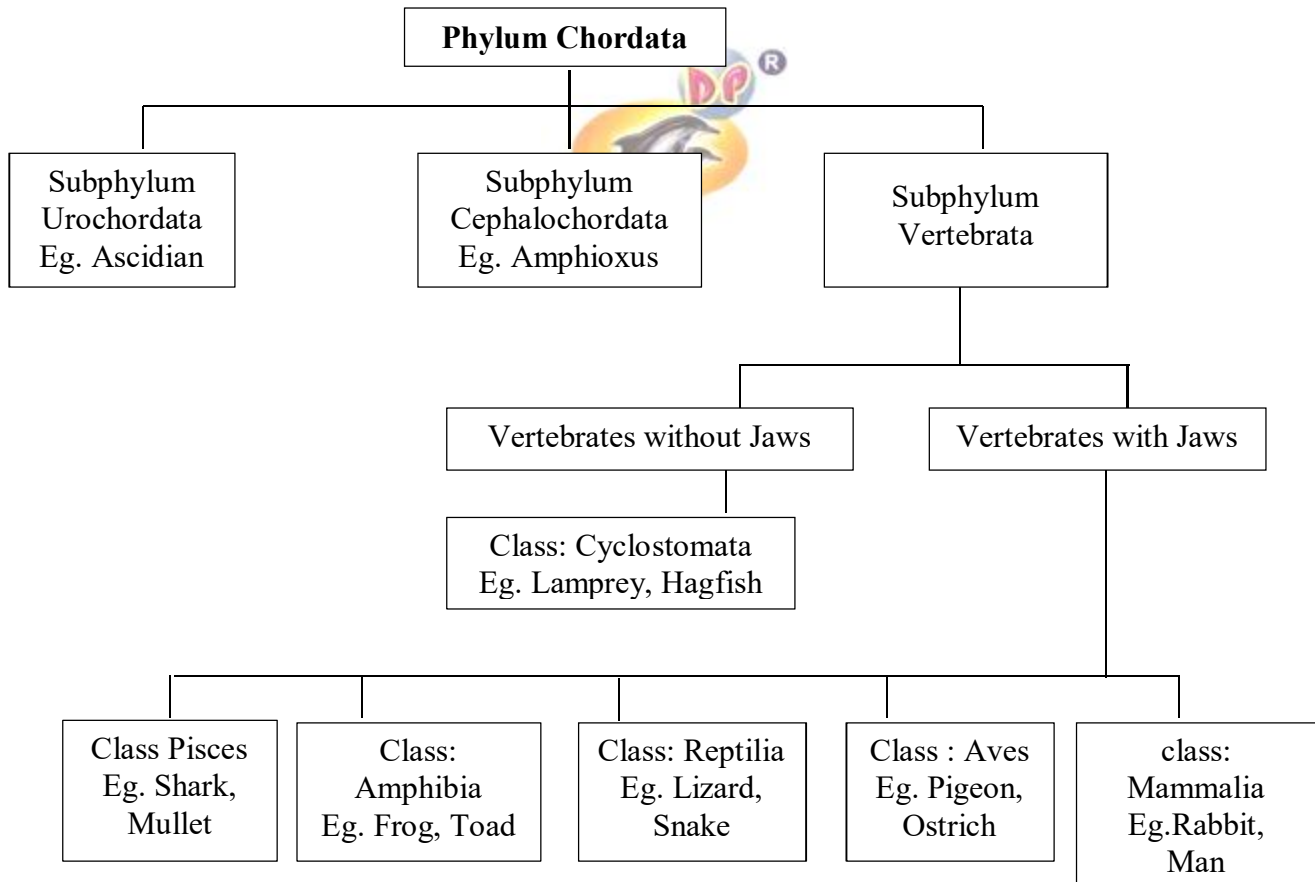 Phylum Chordata
DP ®
Subphylum
Urochordata
Eg. Ascidian
Subphylum
Cephalochordata
Eg. Amphioxus
Subphylum
Vertebrata
Vertebrates without Jaws
Vertebrates with Jaws
Class: Cyclostomata
Eg. Lamprey, Hagfish
Class Pisces
Eg. Shark,
Mullet
Class:
Amphibia
Eg. Frog, Toad
Class: Reptilia
Eg. Lizard,
Snake
Class : Aves
Eg. Pigeon,
Ostrich
class:
Mammalia
Eg.Rabbit,
Man